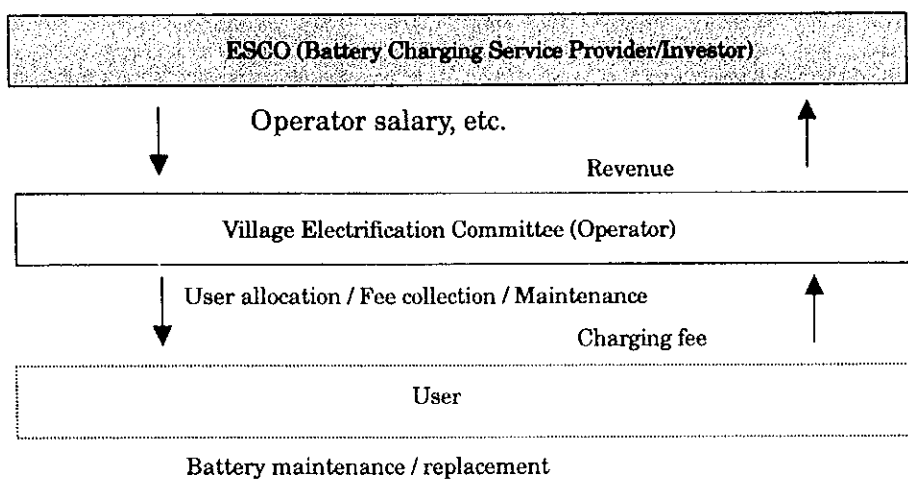 ESCO (Battery Charging Service Provider/Investor)
Operator salary, etc.
Revenue
Village Electrification Committee (Operator)
User allocation / Fee collection / Maintenance
Charging fee
User
Battery maintenance / replacement